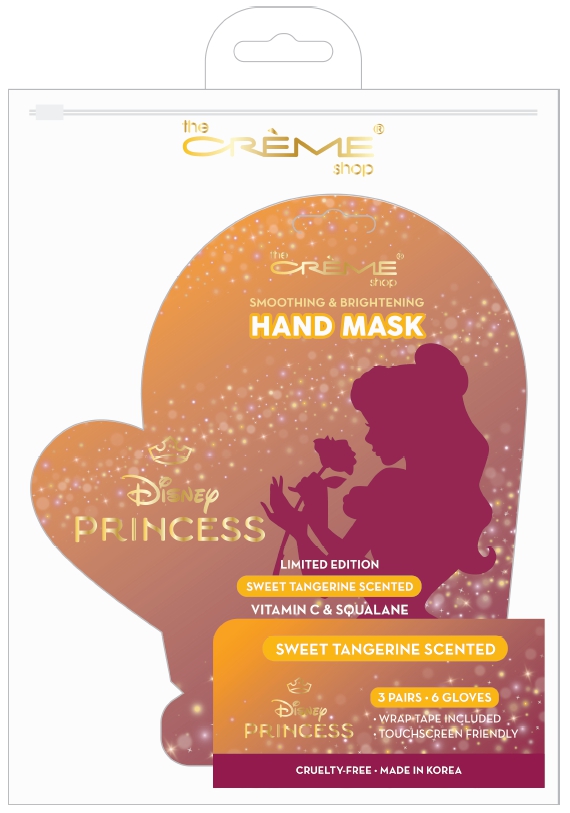 the
CRÈME®
shop
the
CRÈME®
shop
SMOOTHING & BRIGHTENING
HAND MASK
Disney
PRINCESS
LIMITED EDITION
SWEET TANGERINE SCENTED
VITAMIN C & SQUALANE
SWEET TANGERINE SCENTED
Disney
PRINCESS
3 PAIRS • 6 GLOVES
• WRAP TAPE INCLUDED
• TOUCHSCREEN FRIENDLY
CRUELTY-FREE • MADE IN KOREA